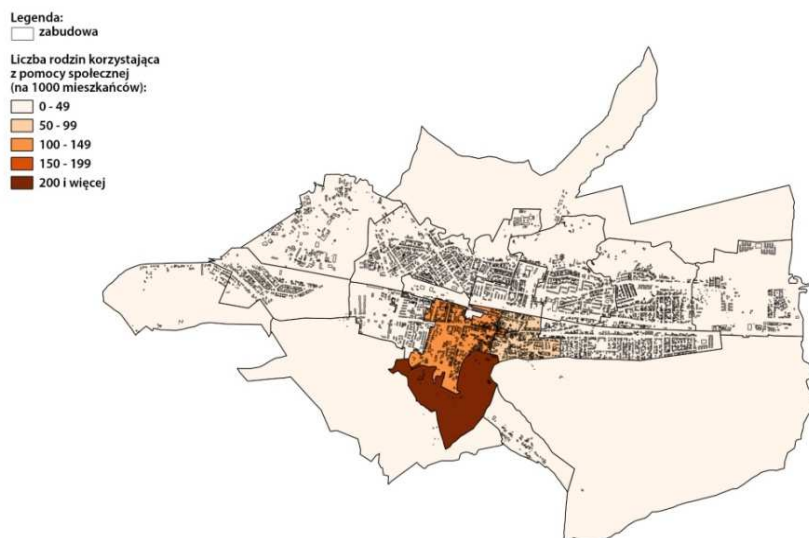 Legenda:
zabudowa
Liczba rodzin korzystająca
z pomocy społecznej
(na 1000 mieszkańców):
0 - 49
50 - 99
100 - 149
150 - 199
200 i więcej